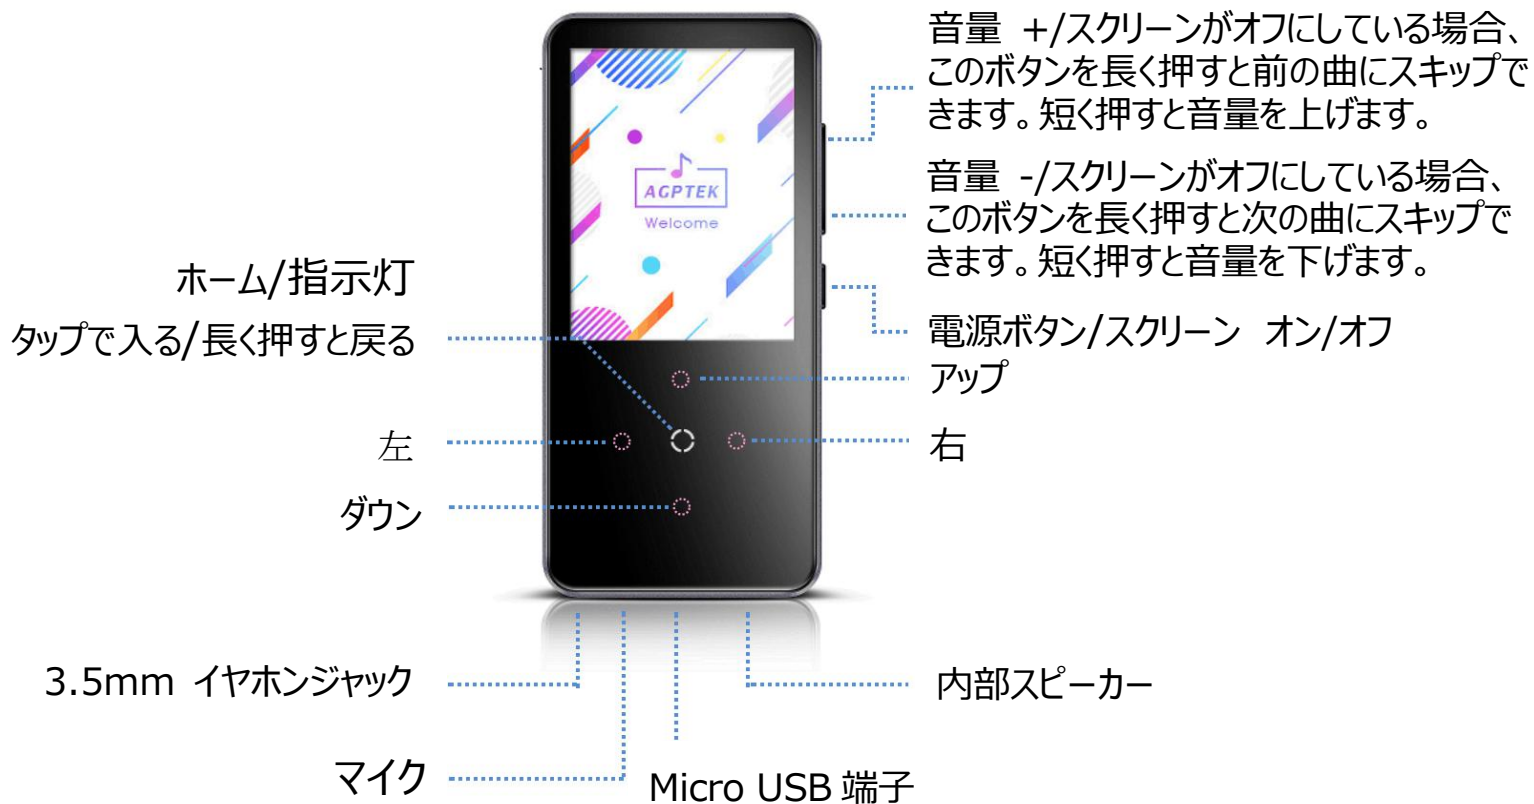 音量 +/スクリーンがオフにしている場合、
このボタンを長く押すと前の曲にスキップで
きます。短く押すと音量を上げます。
音量 -/スクリーンがオフにしている場合、
このボタンを長く押すと次の曲にスキップで
きます。短く押すと音量を下げます。
AGPTEK
Welcome
ホーム/指示灯
タップで入る/長く押すと戻る
電源ボタン/スクリーン オン/オフ
アップ
左
右
ダウン
3.5mm イヤホンジャック
内部スピーカー
マイク
Micro USB 端子